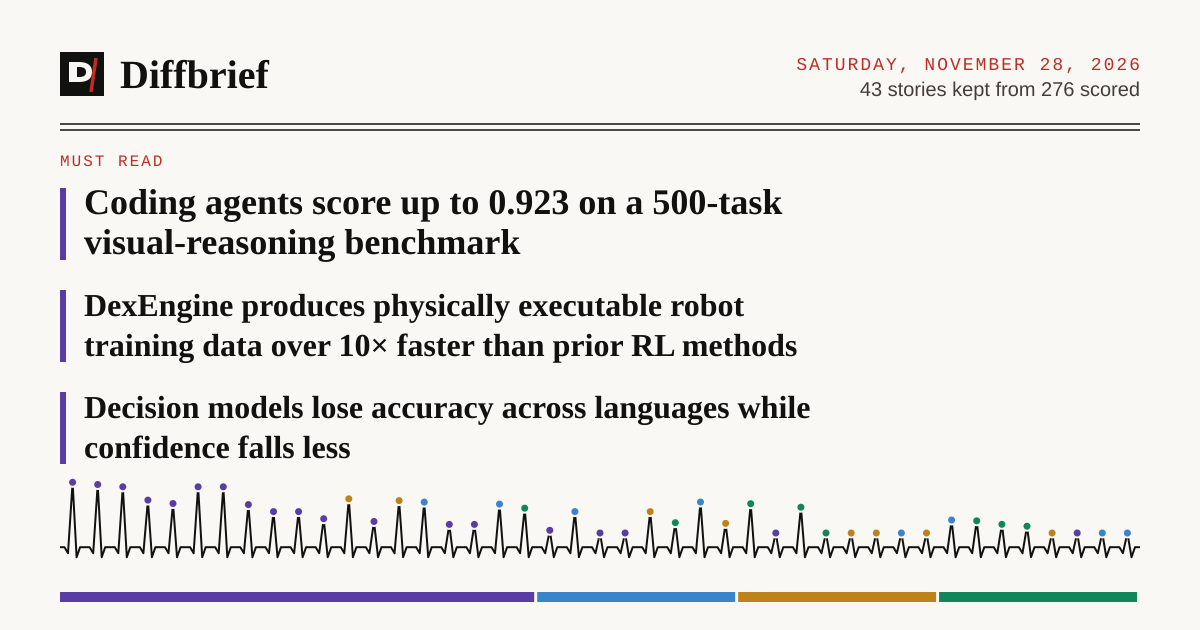 D/ Diffbrief
SATURDAY, NOVEMBER 28, 2026
43 stories kept from 276 scored
MUST READ
Coding agents score up to 0.923 on a 500-task
visual-reasoning benchmark
DexEngine produces physically executable robot
training data over 10× faster than prior RL methods
Decision models lose accuracy across languages while
confidence falls less